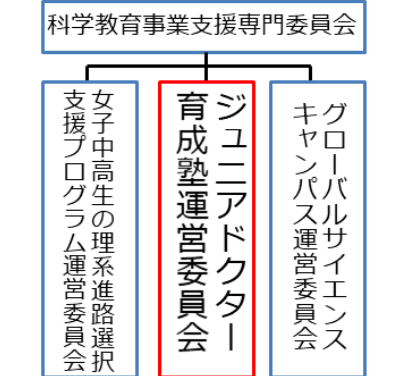 科学教育事業支援専門委員会
女子中高生の理系進路選択
支援プログラム運営委員会
ジュニアドクター
育成塾運営委員会
グローバルサイエンス
キャンパス運営委員会